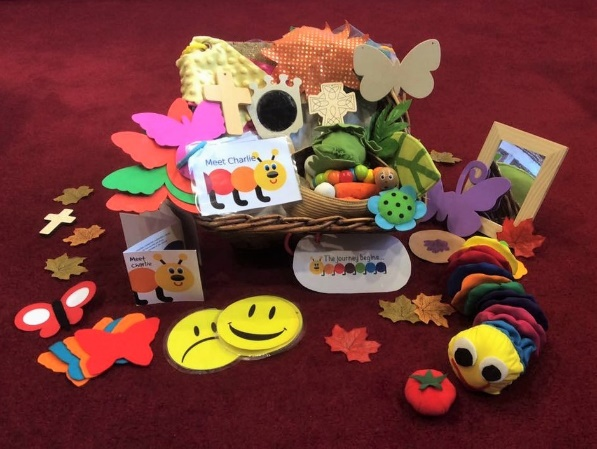 Meet Charlie
Meet
Charlie
The journey begins...